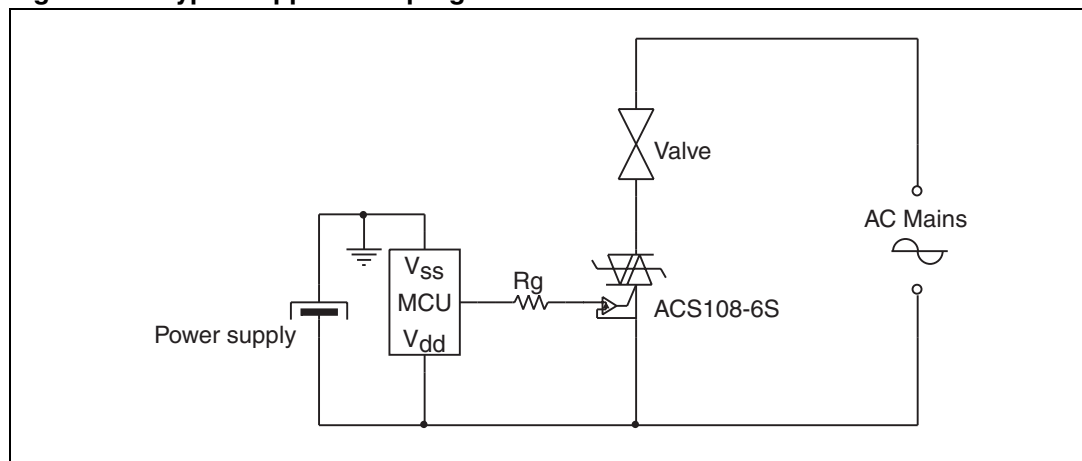 Valve
AC Mains
VSS
Rg
MCU
ACS108-6S
Power supply
Vdd